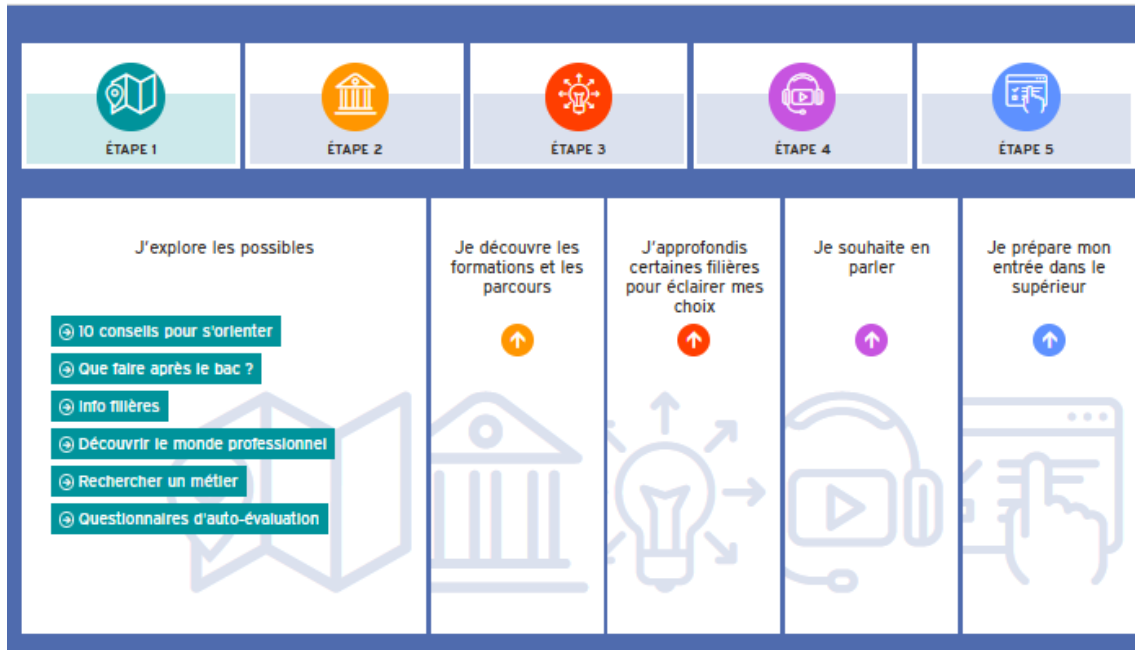 ÉTAPE 1
ÉTAPE 2
ÉTAPE 3
ÉTAPE 4
ÉTAPE 5
J'explore les possibles
10 conseils pour s'orienter
Que faire après le bac ?
Info filières
Découvrir le monde professionnel
Rechercher un métier
Questionnaires d'auto-évaluation
Je découvre les
formations et les
parcours
J'approfondis
certaines filières
pour éclairer mes
choix
Je souhaite en
parler
Je prépare mon
entrée dans le
supérieur